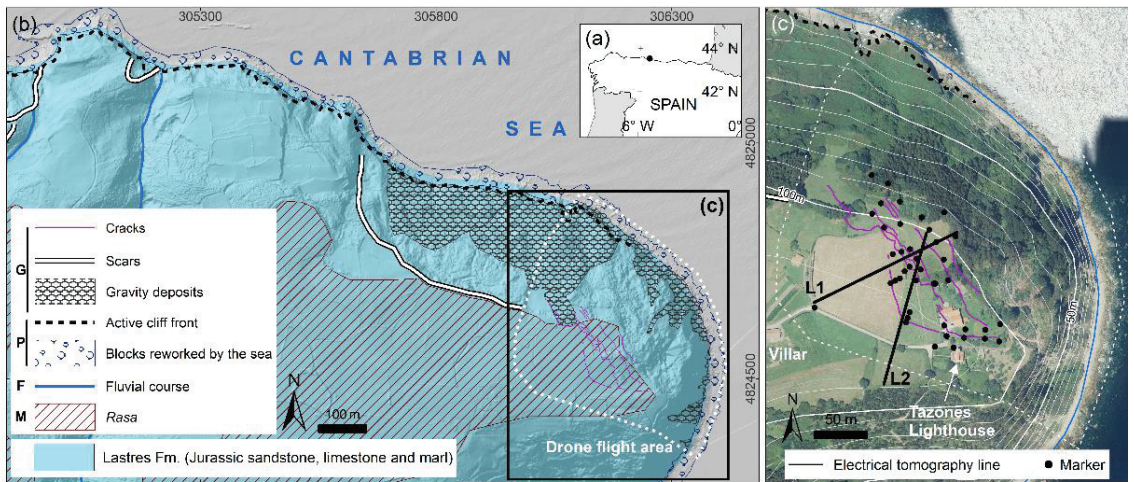 (b)
305300
305800
306300
CANTABRIAN
SEA
(a)
44° N
42° N
SPAIN
6° W
0°
4825000
4824500
(c)
G
Cracks
Scars
Gravity deposits
P
Active cliff front
Blocks reworked by the sea
F
Fluvial course
M
Rasa
Lastres Fm. (Jurassic sandstone, limestone and marl)
N
100 m
Drone flight area
(c)
100m
50m
L1
L2
Villar
Tazones
Lighthouse
N
50 m
Electrical tomography line
Marker